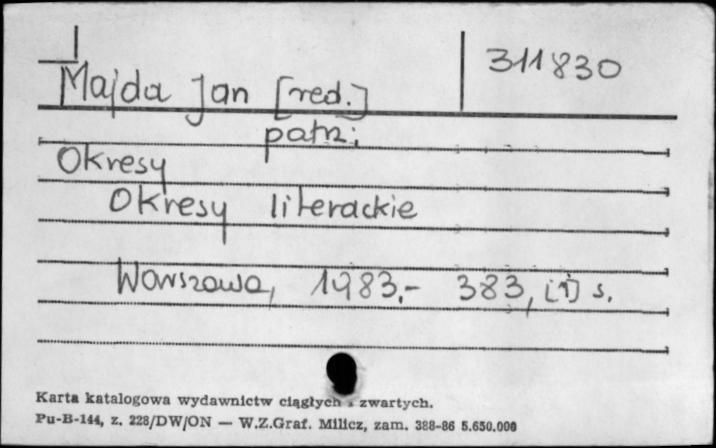 311830
Majda Jan [red.]
patrz:
Okresy
Okresy literackie
Warszawa, 1983.- 383, [1] s.
Karta katalogowa wydawnictw ciągłych i zwartych.
Pu-B-144, z. 228/DW/ON — W.Z.Graf. Milicz, zam. 388-86 5.650.000